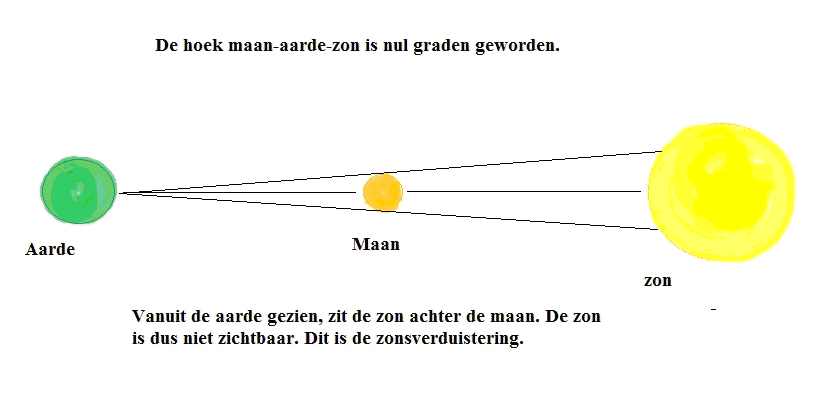 De hoek maan-aarde-zon is nul graden geworden.
Aarde
Maan
zon
Vanuit de aarde gezien, zit de zon achter de maan. De zon
is dus niet zichtbaar. Dit is de zonsverduistering.